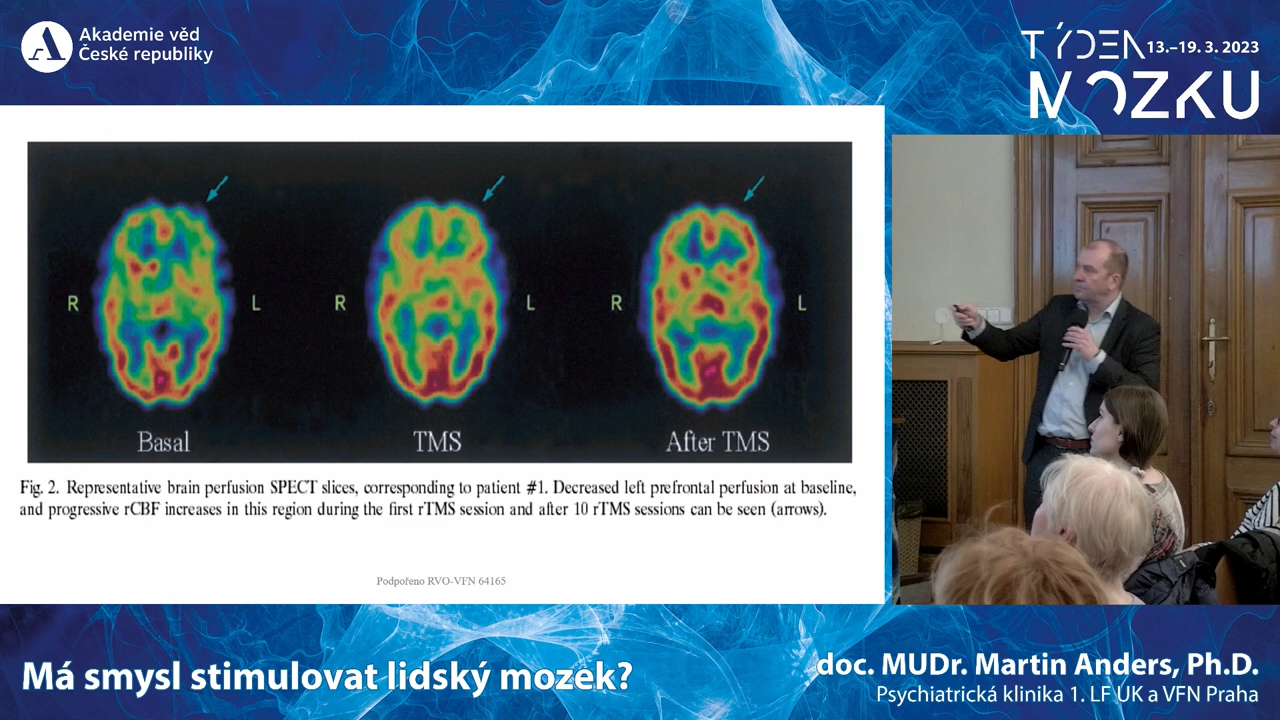 Akademie věd
České republiky
TÝDEN 13.–19. 3. 2023
MOZKU
R L R L R L
Basal TMS After TMS
Fig. 2. Representative brain perfusion SPECT slices, corresponding to patient #1. Decreased left prefrontal perfusion at baseline,
and progressive rCBF increases in this region during the first rTMS session and after 10 rTMS sessions can be seen (arrows).
Podpořeno RVO-VFN 64165
Má smysl stimulovat lidský mozek?
doc. MUDr. Martin Anders, Ph.D.
Psychiatrická klinika 1. LF UK a VFN Praha